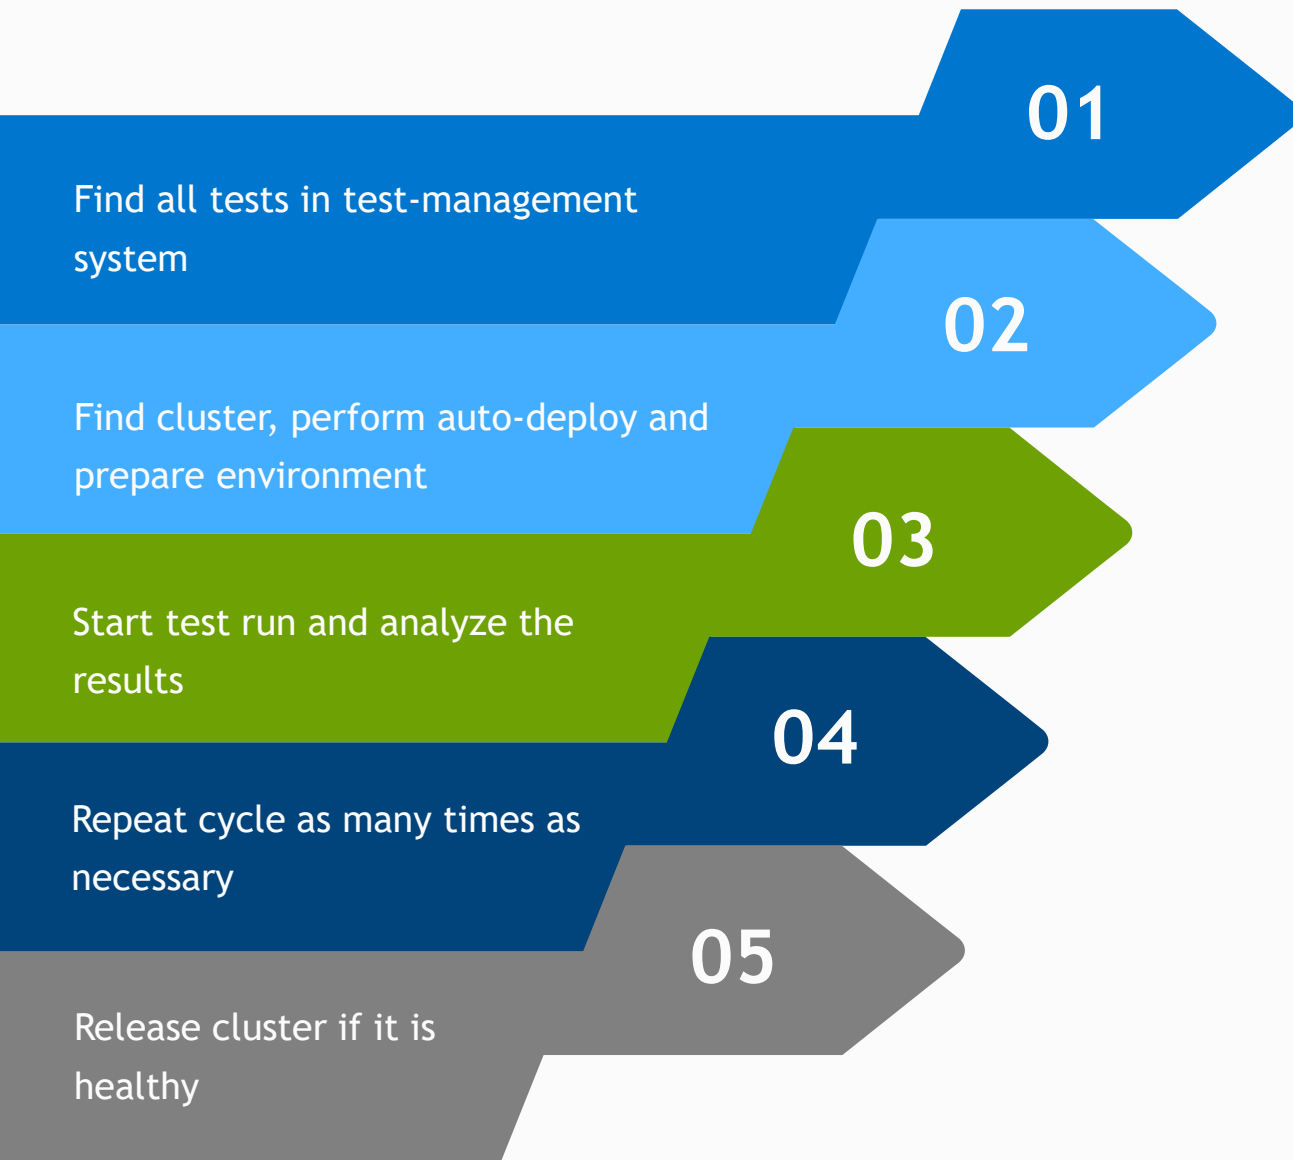 01
Find all tests in test-management
system
02
Find cluster, perform auto-deploy and
prepare environment
03
Start test run and analyze the
results
04
Repeat cycle as many times as
necessary
05
Release cluster if it is
healthy